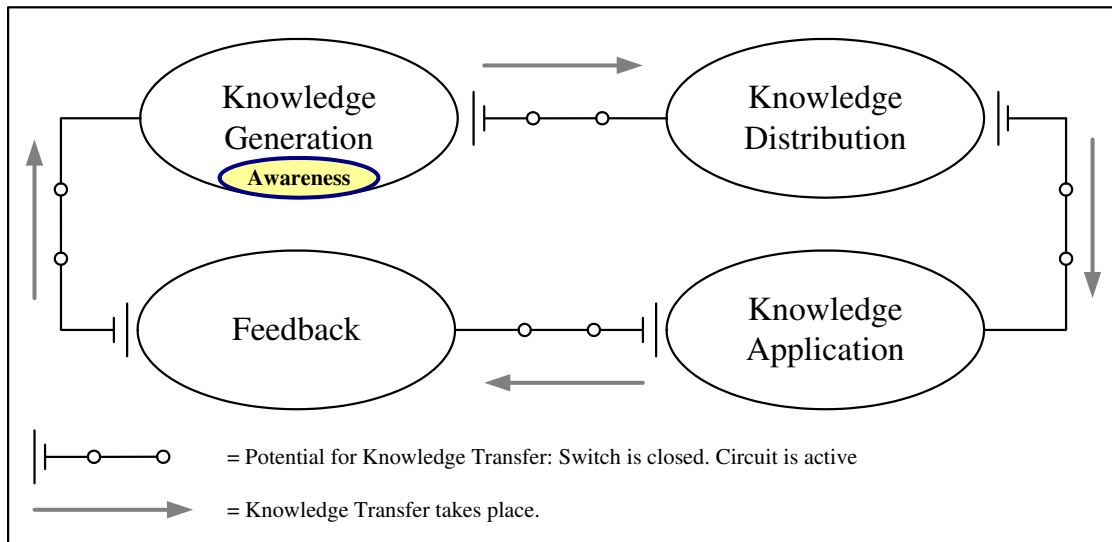 Knowledge
Generation
Awareness
Knowledge
Distribution
Feedback
Knowledge
Application
= Potential for Knowledge Transfer: Switch is closed. Circuit is active
= Knowledge Transfer takes place.